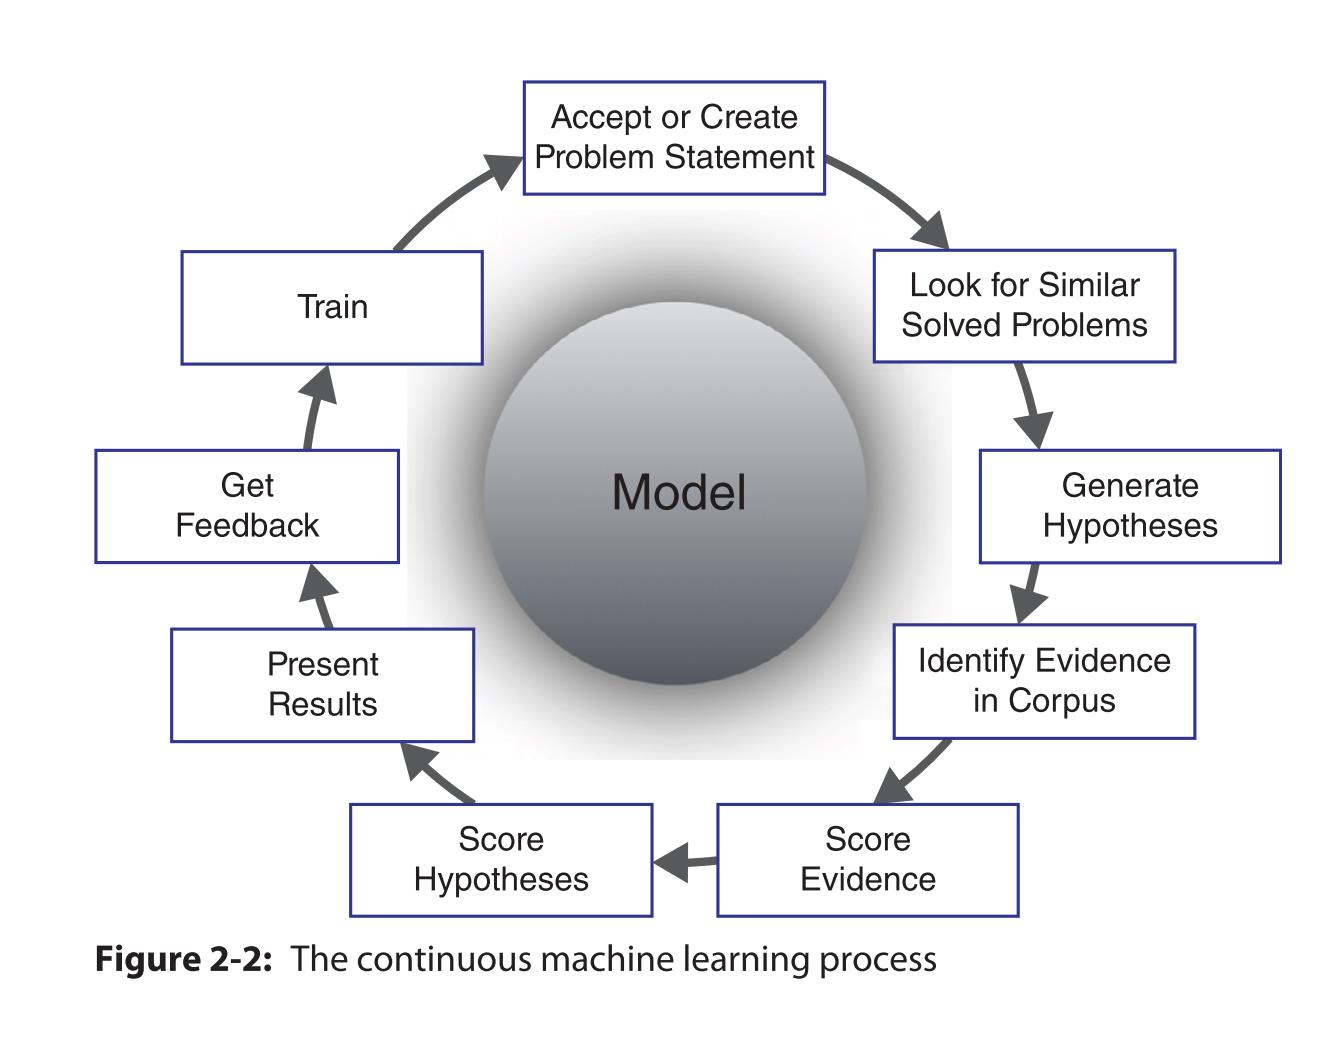 Accept or Create
Problem Statement
Look for Similar
Solved Problems
Generate
Hypotheses
Identify Evidence
in Corpus
Score
Evidence
Score
Hypotheses
Present
Results
Get
Feedback
Train
Model
Figure 2-2: The continuous machine learning process